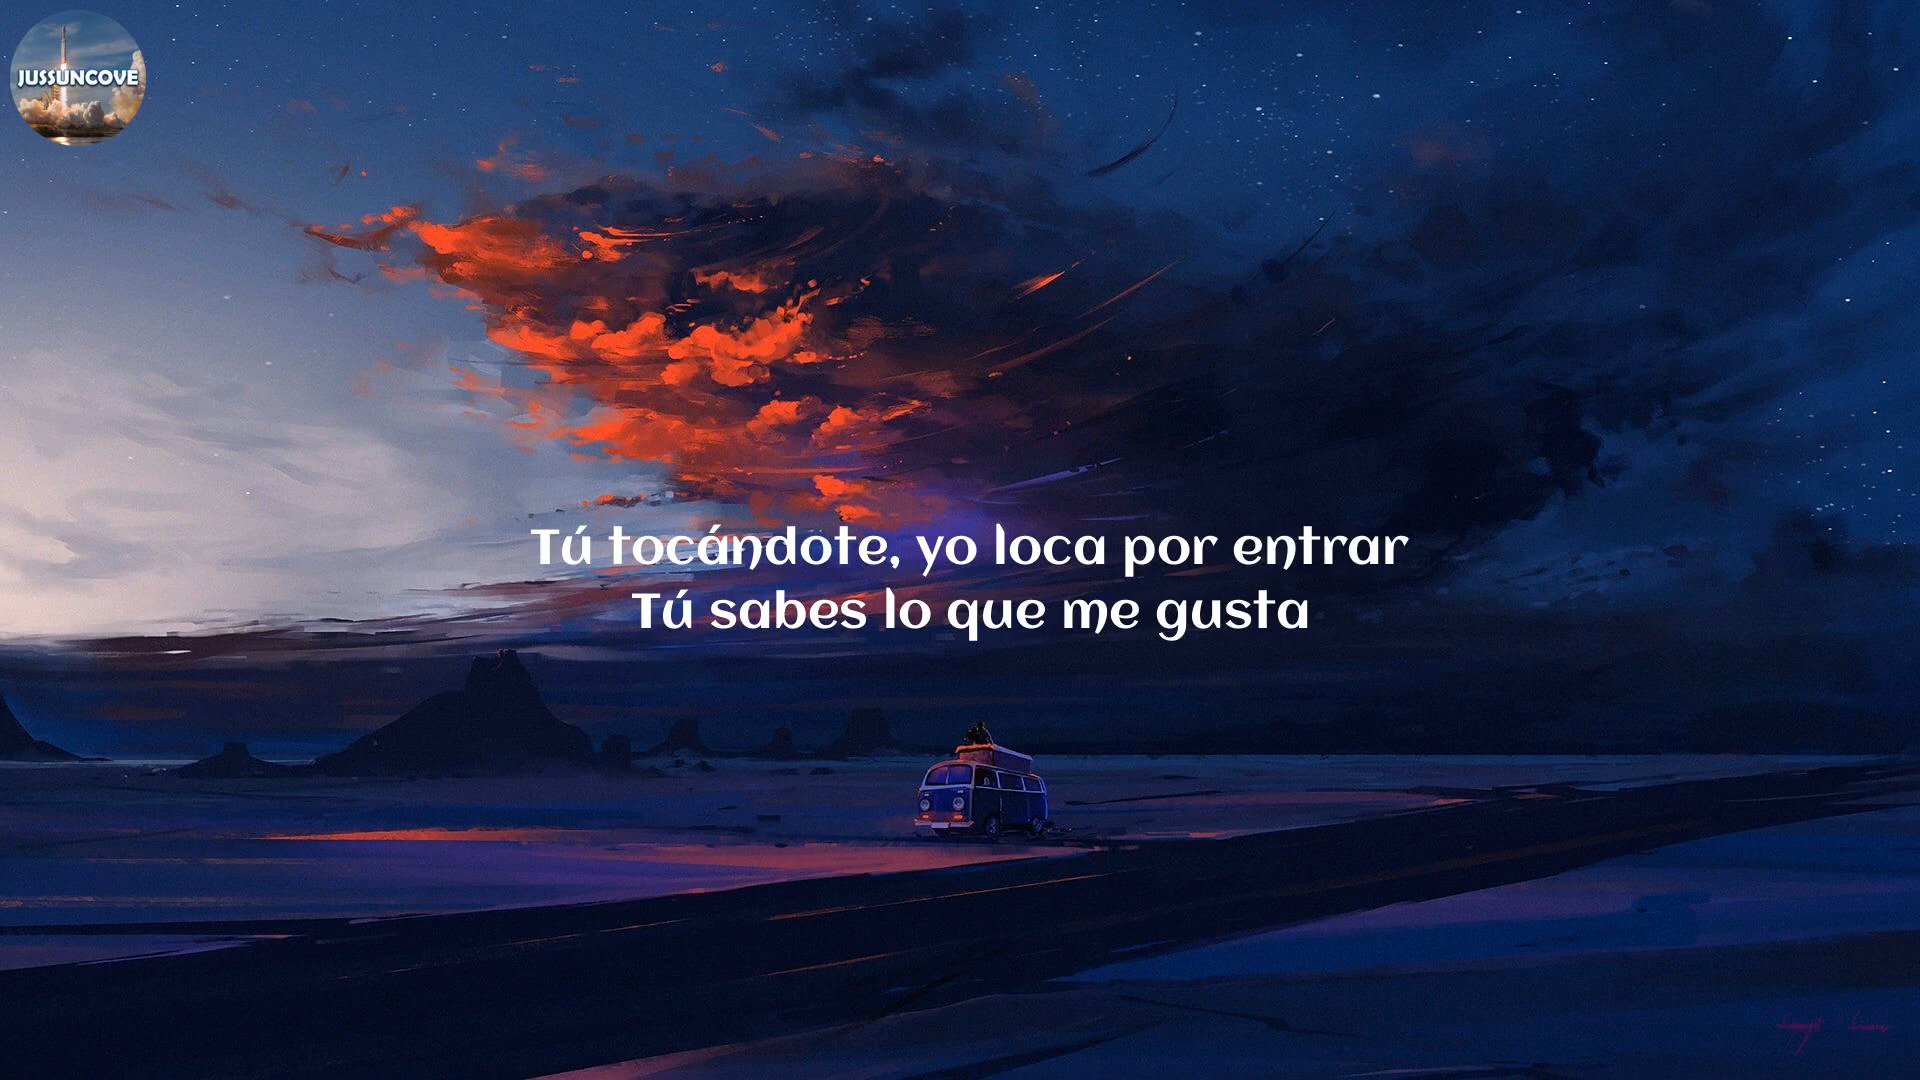 JUSSUNCOVE
Tú tocándote, yo loca por entrar
Tú sabes lo que me gusta